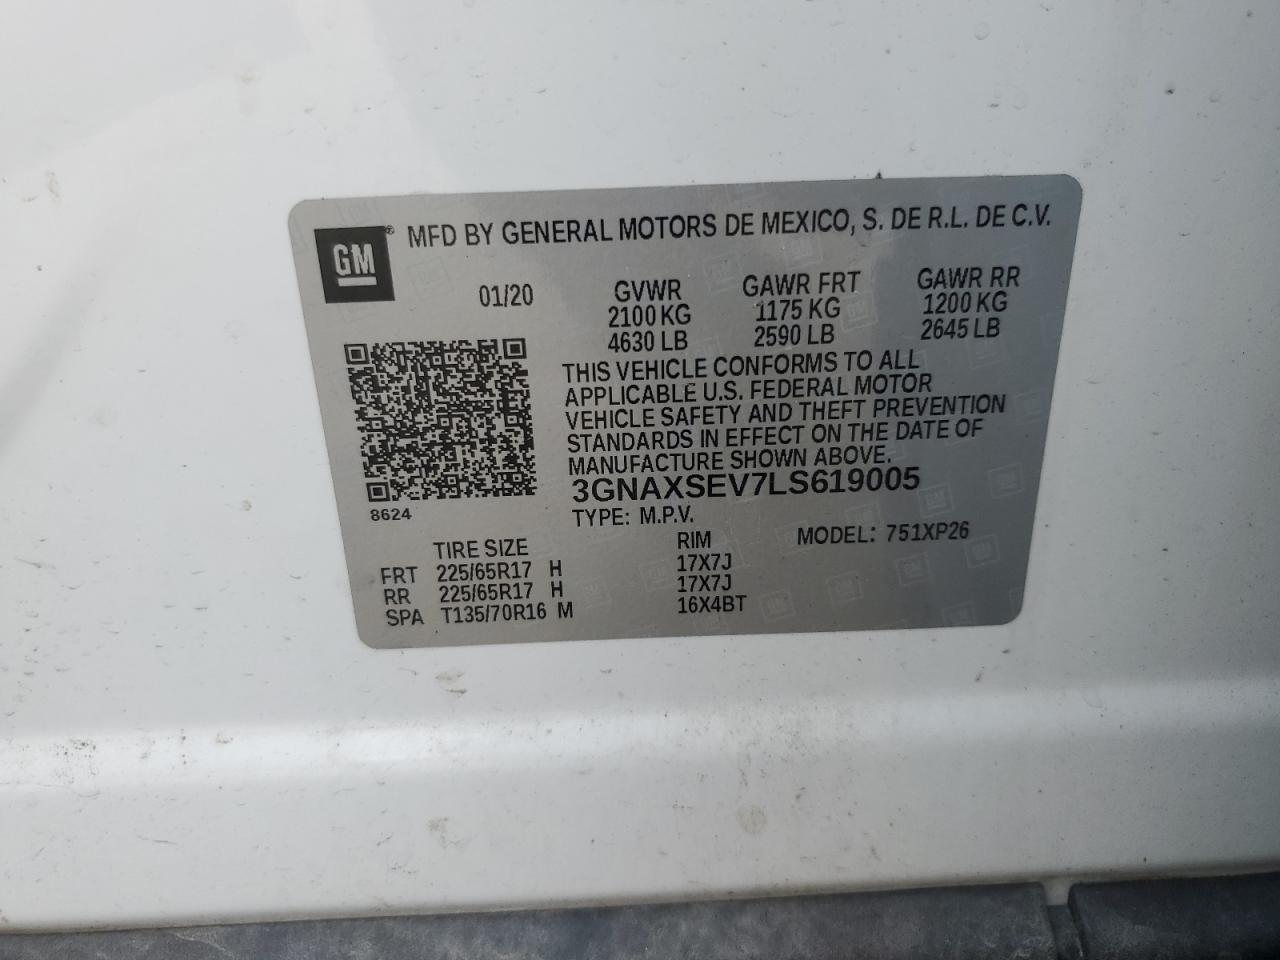 GM ® MFD BY GENERAL MOTORS DE MEXICO, S. DE R.L. DE C.V.
01/20 GVWR GAWR FRT GAWR RR
2100 KG 1175 KG 1200 KG
4630 LB 2590 LB 2645 LB
THIS VEHICLE CONFORMS TO ALL
APPLICABLE U.S. FEDERAL MOTOR
VEHICLE SAFETY AND THEFT PREVENTION
STANDARDS IN EFFECT ON THE DATE OF
MANUFACTURE SHOWN ABOVE.
3GNAXSEV7LS619005
8624
TYPE: M.P.V.
TIRE SIZE RIM MODEL: 751XP26
FRT 225/65R17 H 17X7J
RR 225/65R17 H 17X7J
SPA T135/70R16 M 16X4BT